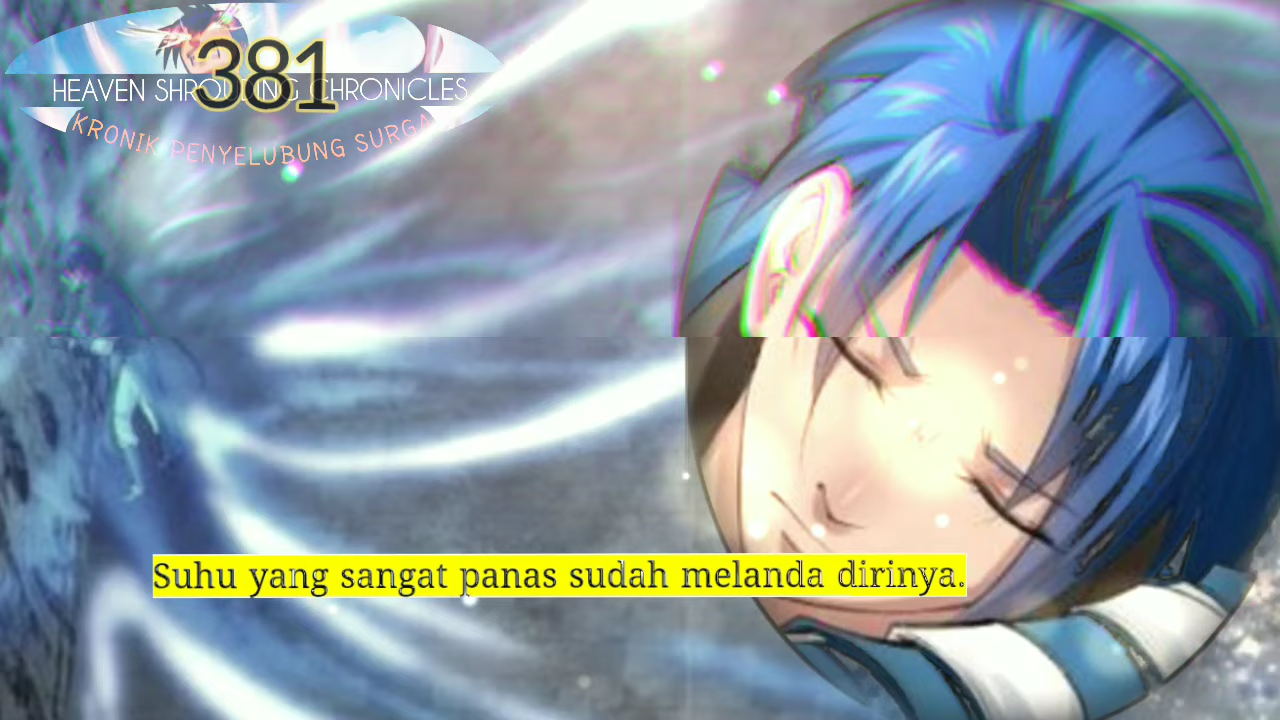 381
HEAVEN SHROUDING CHRONICLES
KRONIK PENYELUBUNG SURGA
Suhu yang sangat panas sudah melanda dirinya.